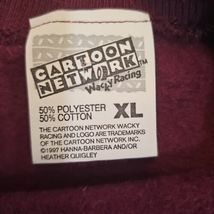 CARTOON
NETWORK™
Wacky Racing
50% POLYESTER
50% COTTON
XL
THE CARTOON NETWORK WACKY
RACING AND LOGO ARE TRADEMARKS
OF THE CARTOON NETWORK INC.
©1997 HANNA-BARBERA AND/OR
HEATHER QUIGLEY